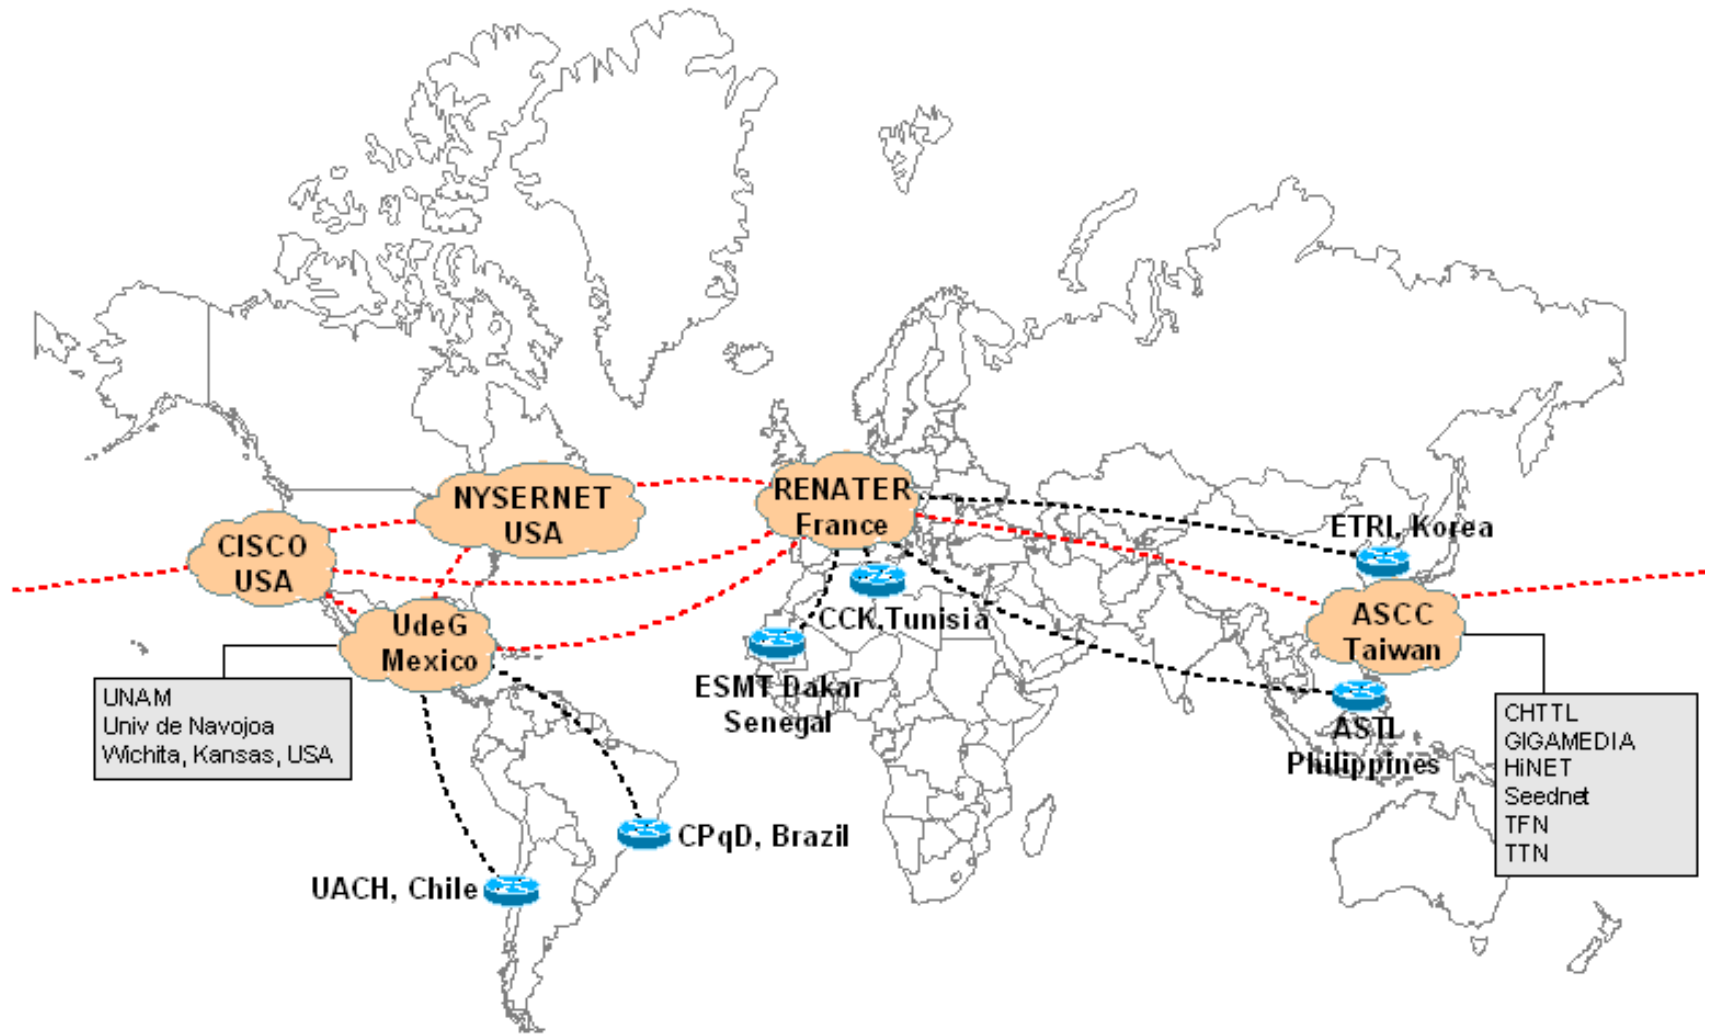 NYSERNET
USA
RENATER
France
CISCO
USA
ETRI, Korea
UdeG
Mexico
CCK,Tunisia
ASCC
Taiwan
ESMT Dakar
Senegal
ASTI
Philippines
UNAM
Univ de Navojoa
Wichita, Kansas, USA
CHTTL
GIGAMEDIA
HiNET
Seednet
TFN
TTN
CPqD, Brazil
UACH, Chile